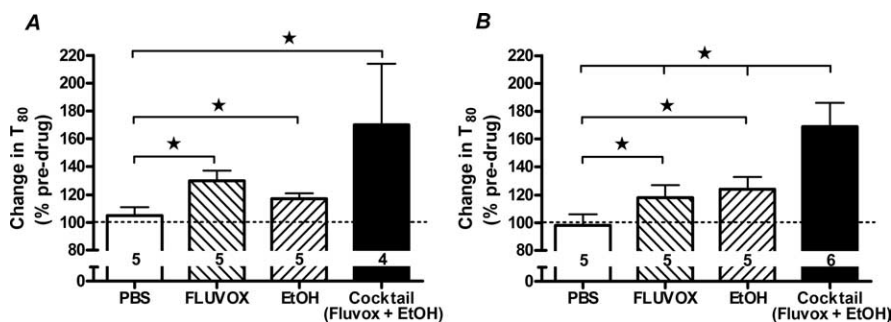 A
★
220
200
★
180
160
★
140
120
100
80
0
Change in T 80
(% pre-drug)
5 5 5 4
PBS FLUVOX EtOH Cocktail
(Fluvox + EtOH)
B
★
220
200
★
180
160
★
140
120
100
80
0
Change in T 80
(% pre-drug)
5 5 5 6
PBS FLUVOX EtOH Cocktail
(Fluvox + EtOH)